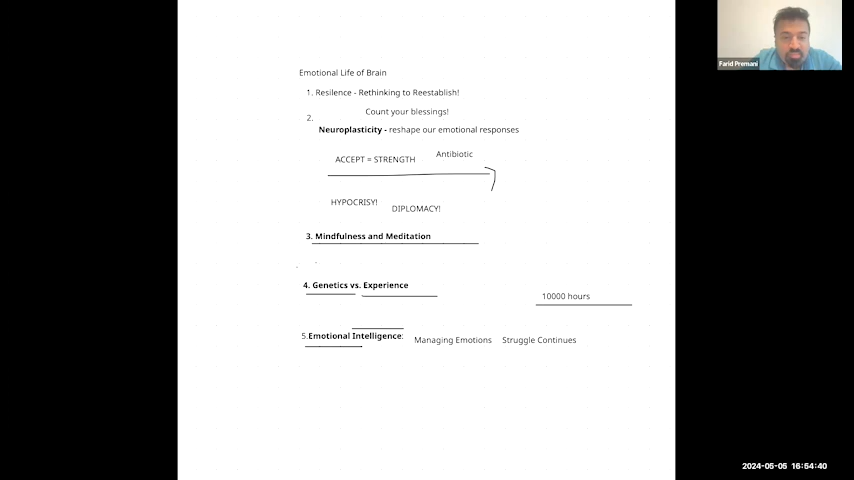 Farid Premani
Emotional Life of Brain
1. Resilence - Rethinking to Reestablish!
Count your blessings!
2.
Neuroplasticity - reshape our emotional responses
ACCEPT = STRENGTH
Antibiotic
HYPOCRISY!
DIPLOMACY!
3. Mindfulness and Meditation
4. Genetics vs. Experience
10000 hours
5.Emotional Intelligence: Managing Emotions Struggle Continues
2024-05-05 16:54:40